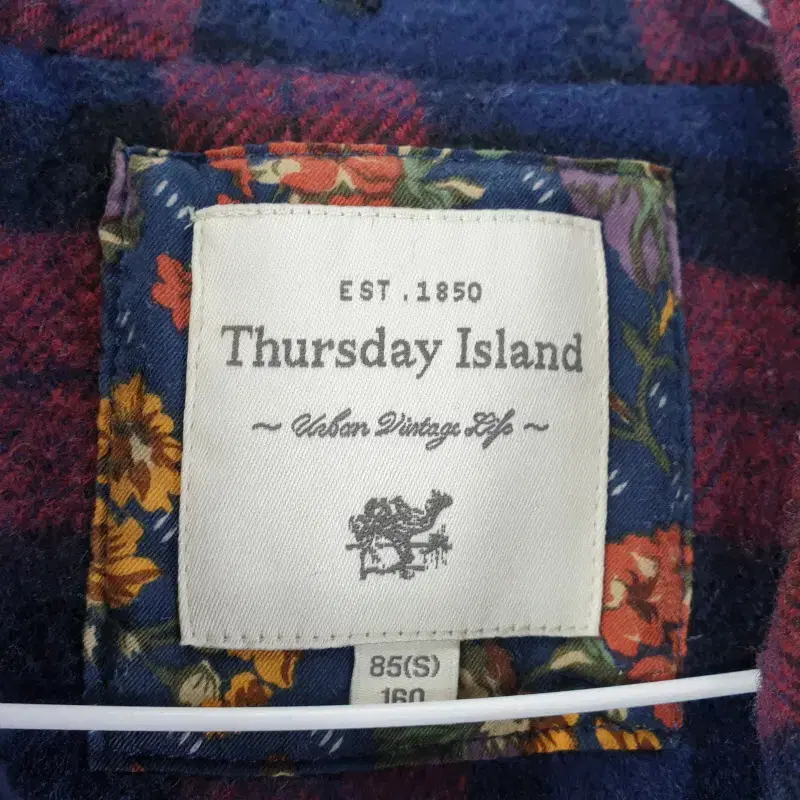 EST.1850
Thursday Island
~ Urban Vintage Life ~
85(S)
160